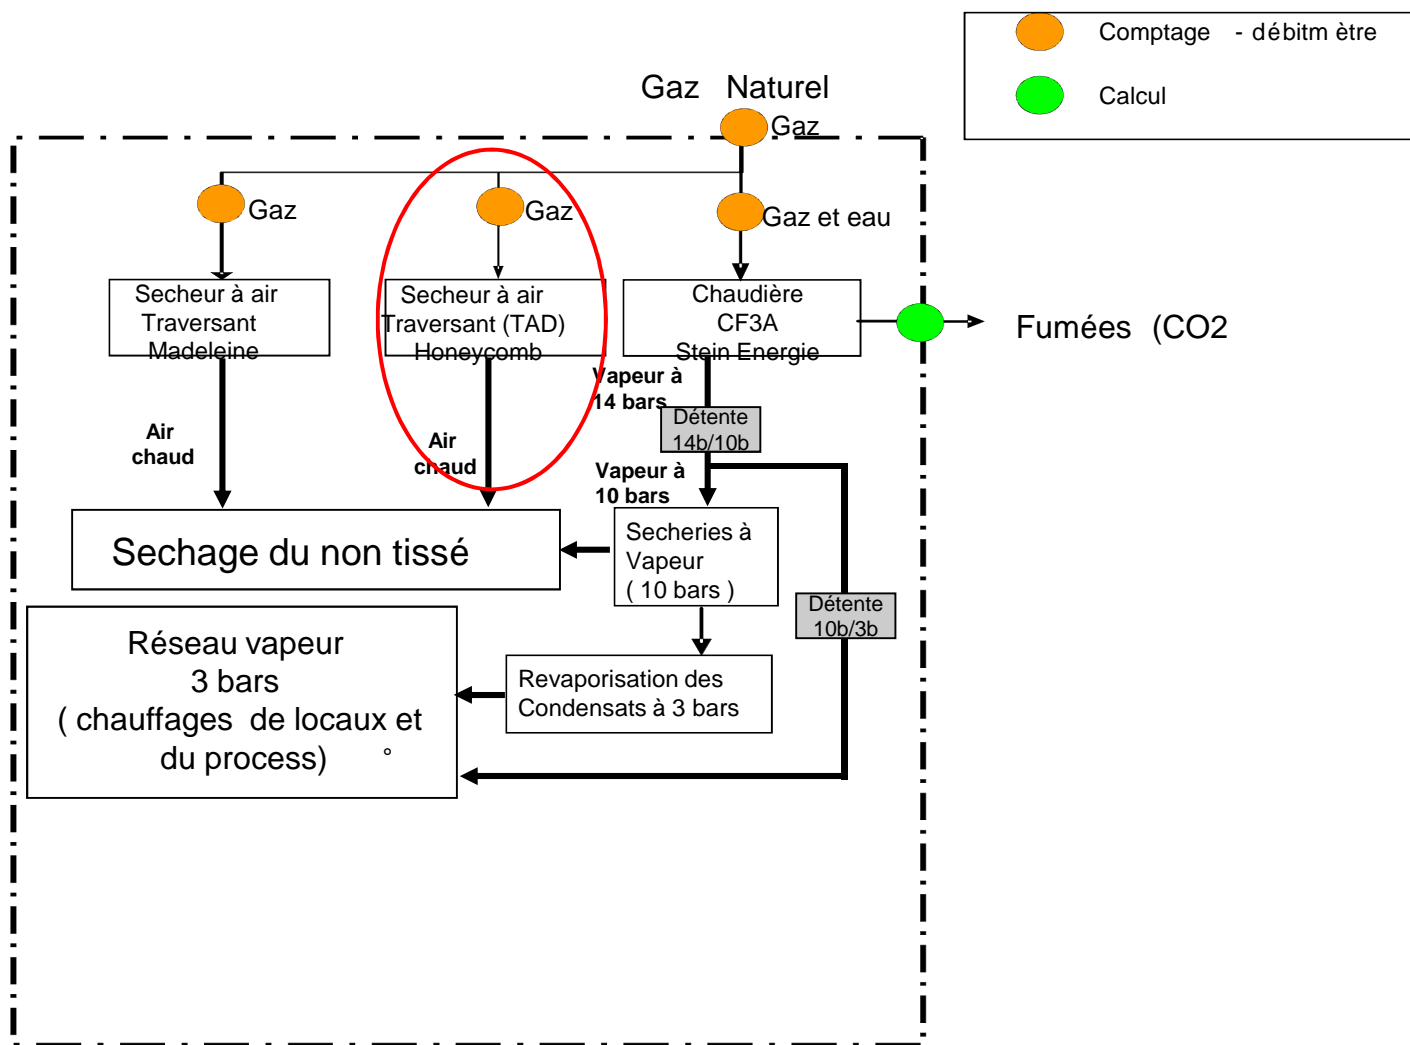 Comptage - débitm ètre
Calcul
Gaz Naturel
Gaz
Gaz
Gaz
Gaz et eau
Secheur à air
Traversant
Madeleine
Secheur à air
Traversant (TAD)
Honeycomb
Chaudière
CF3A
Stein Energie
Fumées (CO2
Vapeur à
14 bars
Détente
14b/10b
Air
chaud
Air
chaud
Vapeur à
10 bars
Sechage du non tissé
Secheries à
Vapeur
( 10 bars )
Détente
10b/3b
Réseau vapeur
3 bars
( chauffages de locaux et
du process) °
Revaporisation des
Condensats à 3 bars